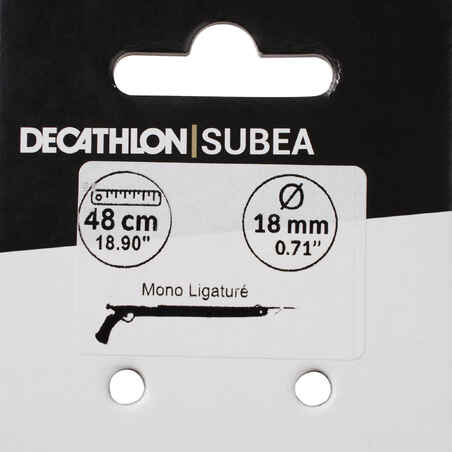 DECATHLON | SUBEA
48 cm
18.90"
Ø
18 mm
0.71"
Mono Ligaturé